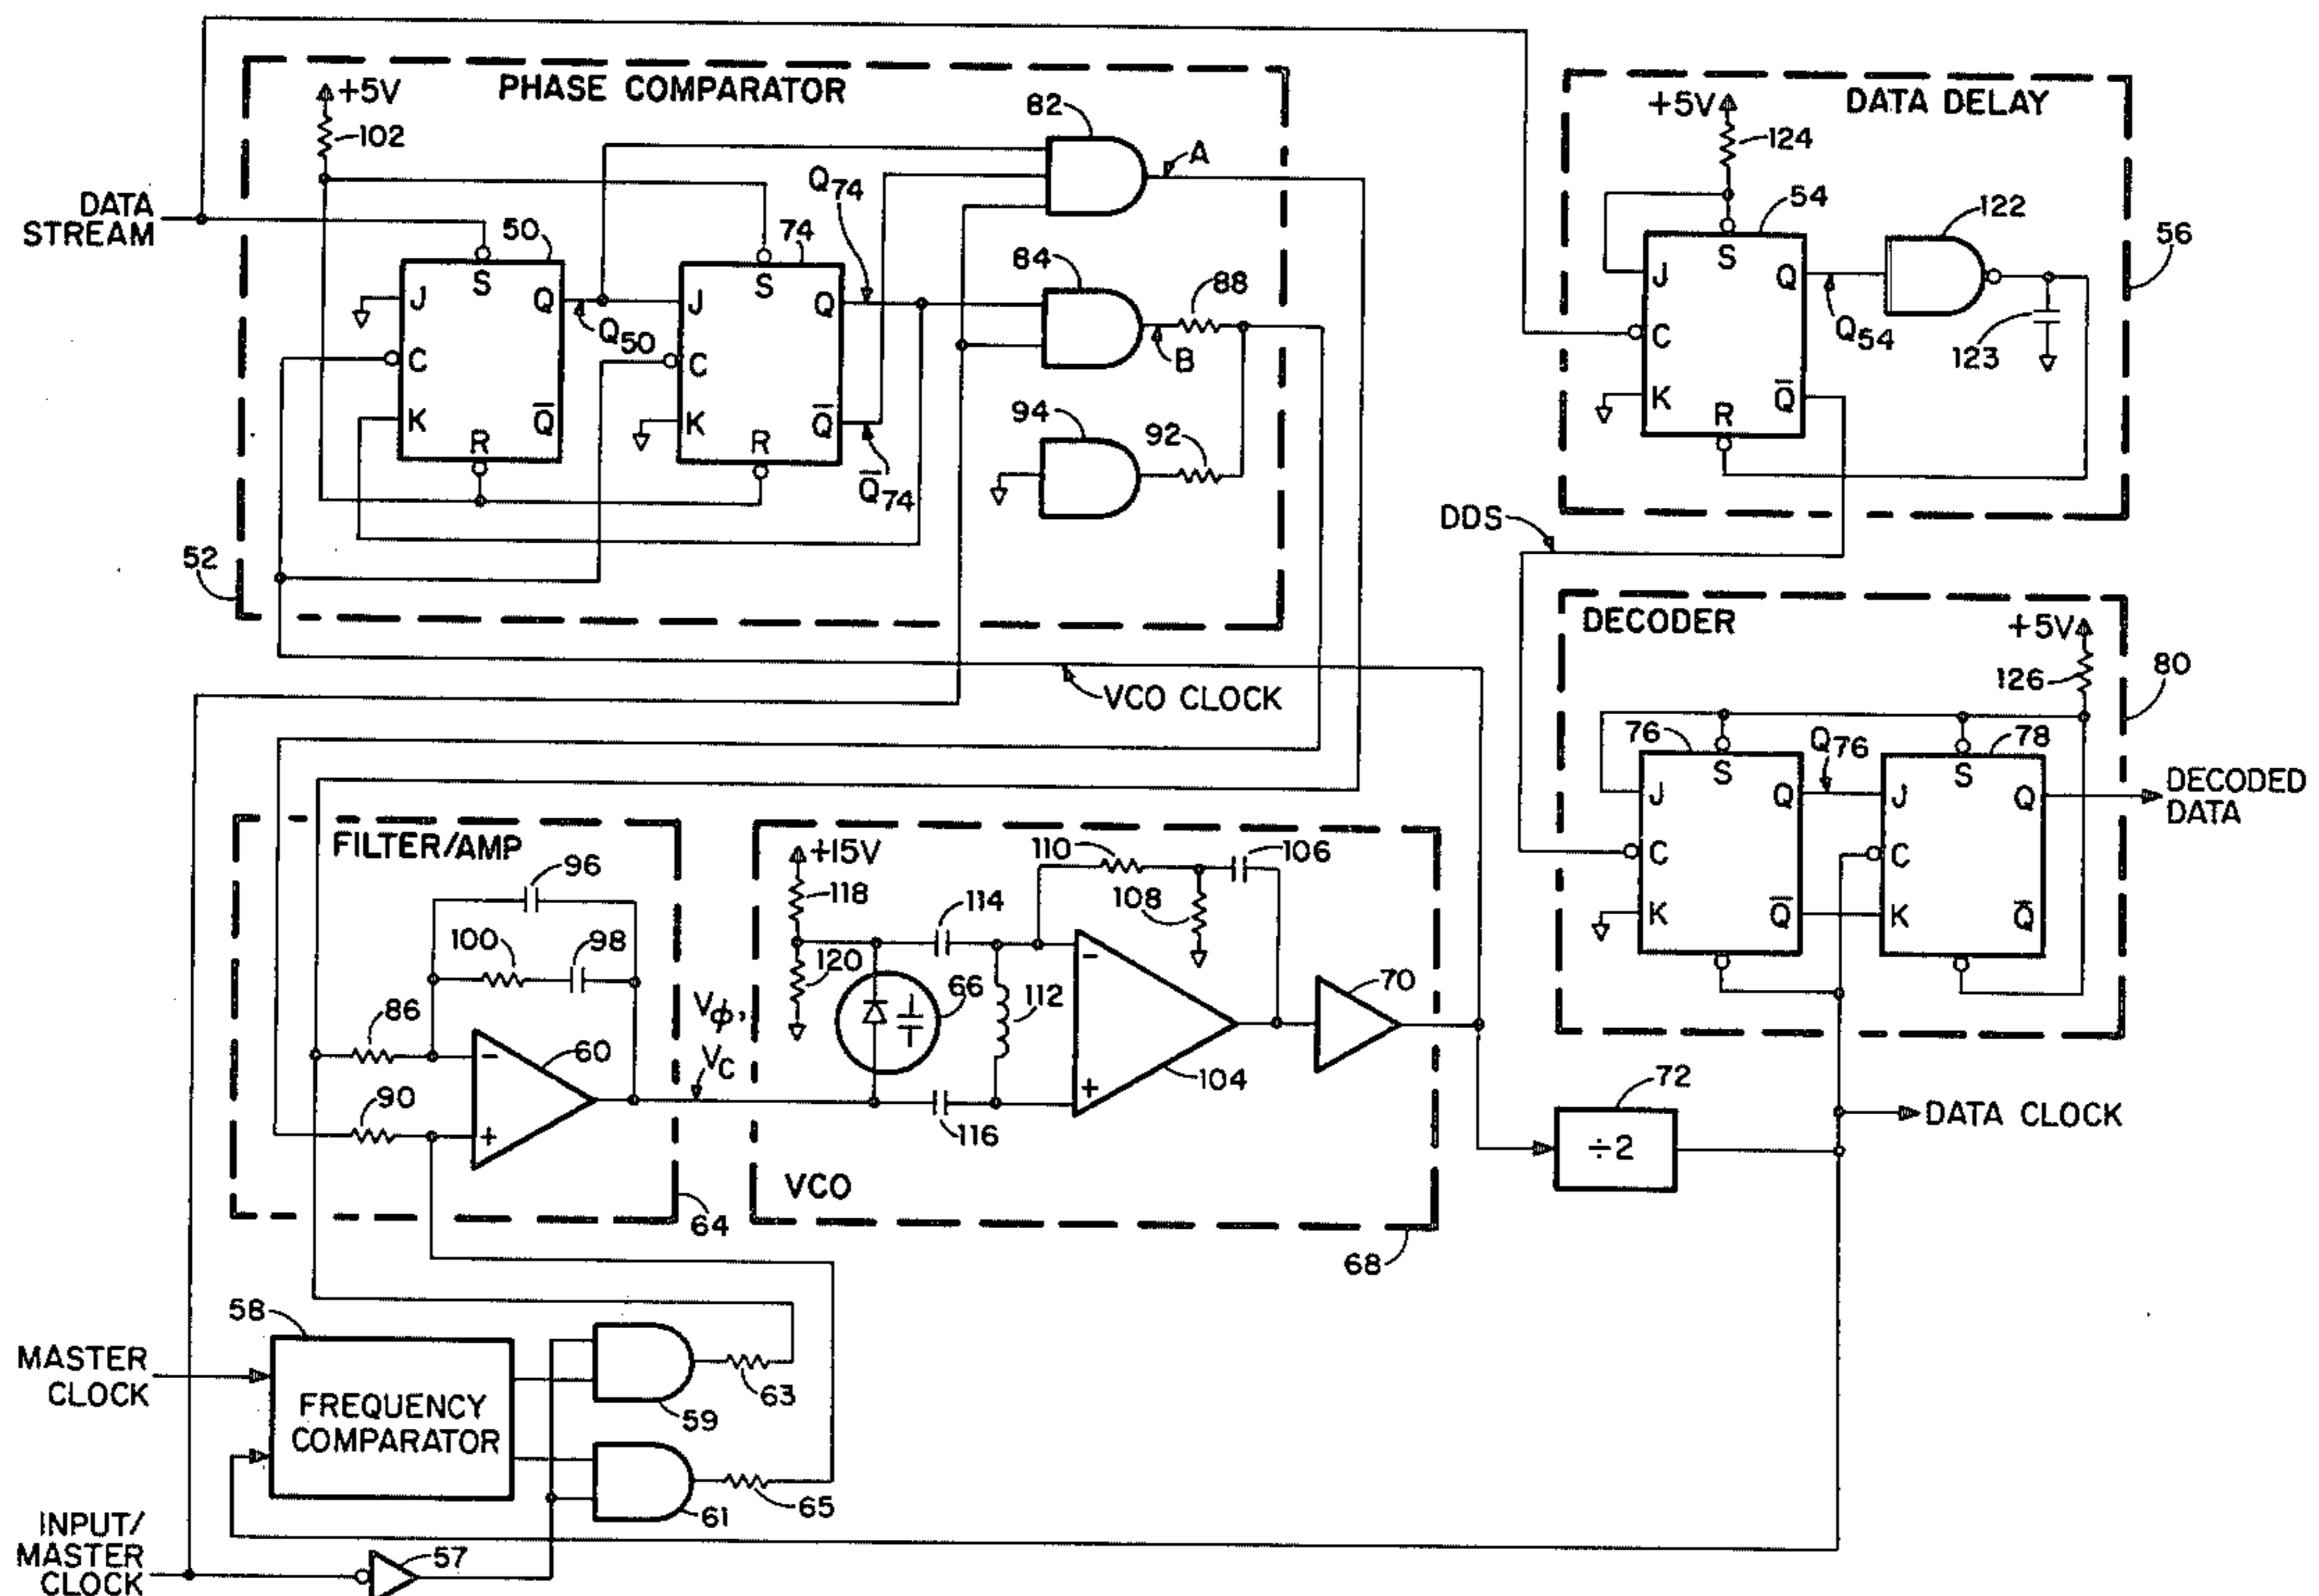 +5V
PHASE COMPARATOR
102
82
A
DATA
STREAM
50
S
J
Q
C
K
Q̅
R
Q50
74
Q74
S
J
Q
C
K
Q̅
R
Q̅74
84
88
B
94
92
52
+5V
DATA DELAY
124
54
122
56
S
J
Q
C
K
Q̅
R
Q54
123
DDS
VCO CLOCK
DECODER
+5V
126
80
76
Q76
78
S
J
Q
C
K
Q̅
S
J
Q
C
K
Q̅
DECODED
DATA
FILTER/AMP
96
100
98
86
-
60
90
+
64
Vϕ,
VC
+15V
118
120
114
66
112
116
110
106
108
-
+
104
70
VCO
68
72
÷2
DATA CLOCK
58
MASTER
CLOCK
FREQUENCY
COMPARATOR
59
63
61
65
INPUT/
MASTER
CLOCK
57